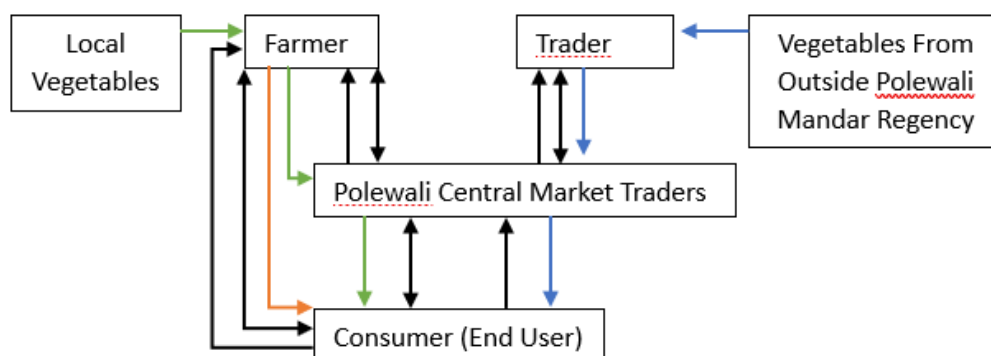 Local
Vegetables
Farmer
Trader
Vegetables From
Outside Polewali
Mandar Regency
Polewali Central Market Traders
Consumer (End User)